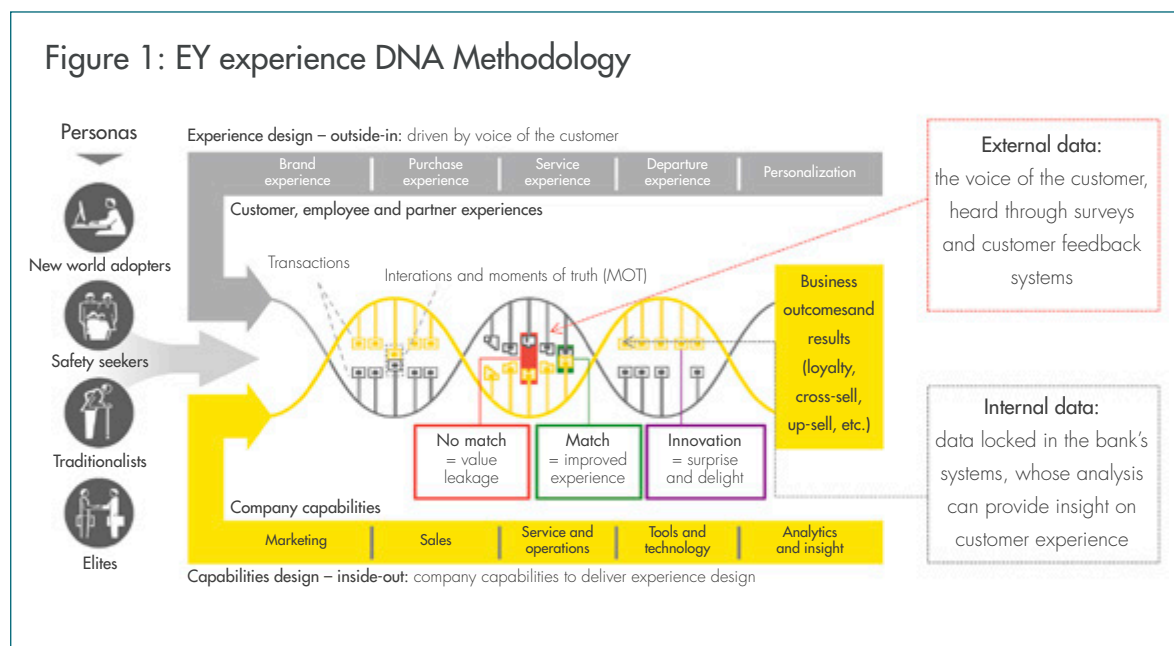 Figure 1: EY experience DNA Methodology
Personas
New world adopters
Safety seekers
Traditionalists
Elites
Experience design – outside-in: driven by voice of the customer
Brand
experience
Purchase
experience
Service
experience
Departure
experience
Personalization
Customer, employee and partner experiences
Transactions
Interations and moments of truth (MOT)
No match
= value
leakage
Match
= improved
experience
Innovation
= surprise
and delight
Business
outcomesand
results
(loyalty,
cross-sell,
up-sell, etc.)
Company capabilities
Marketing
Sales
Service and
operations
Tools and
technology
Analytics
and insight
Capabilities design – inside-out: company capabilities to deliver experience design
External data:
the voice of the customer,
heard through surveys
and customer feedback
systems
Internal data:
data locked in the bank's
systems, whose analysis
can provide insight on
customer experience